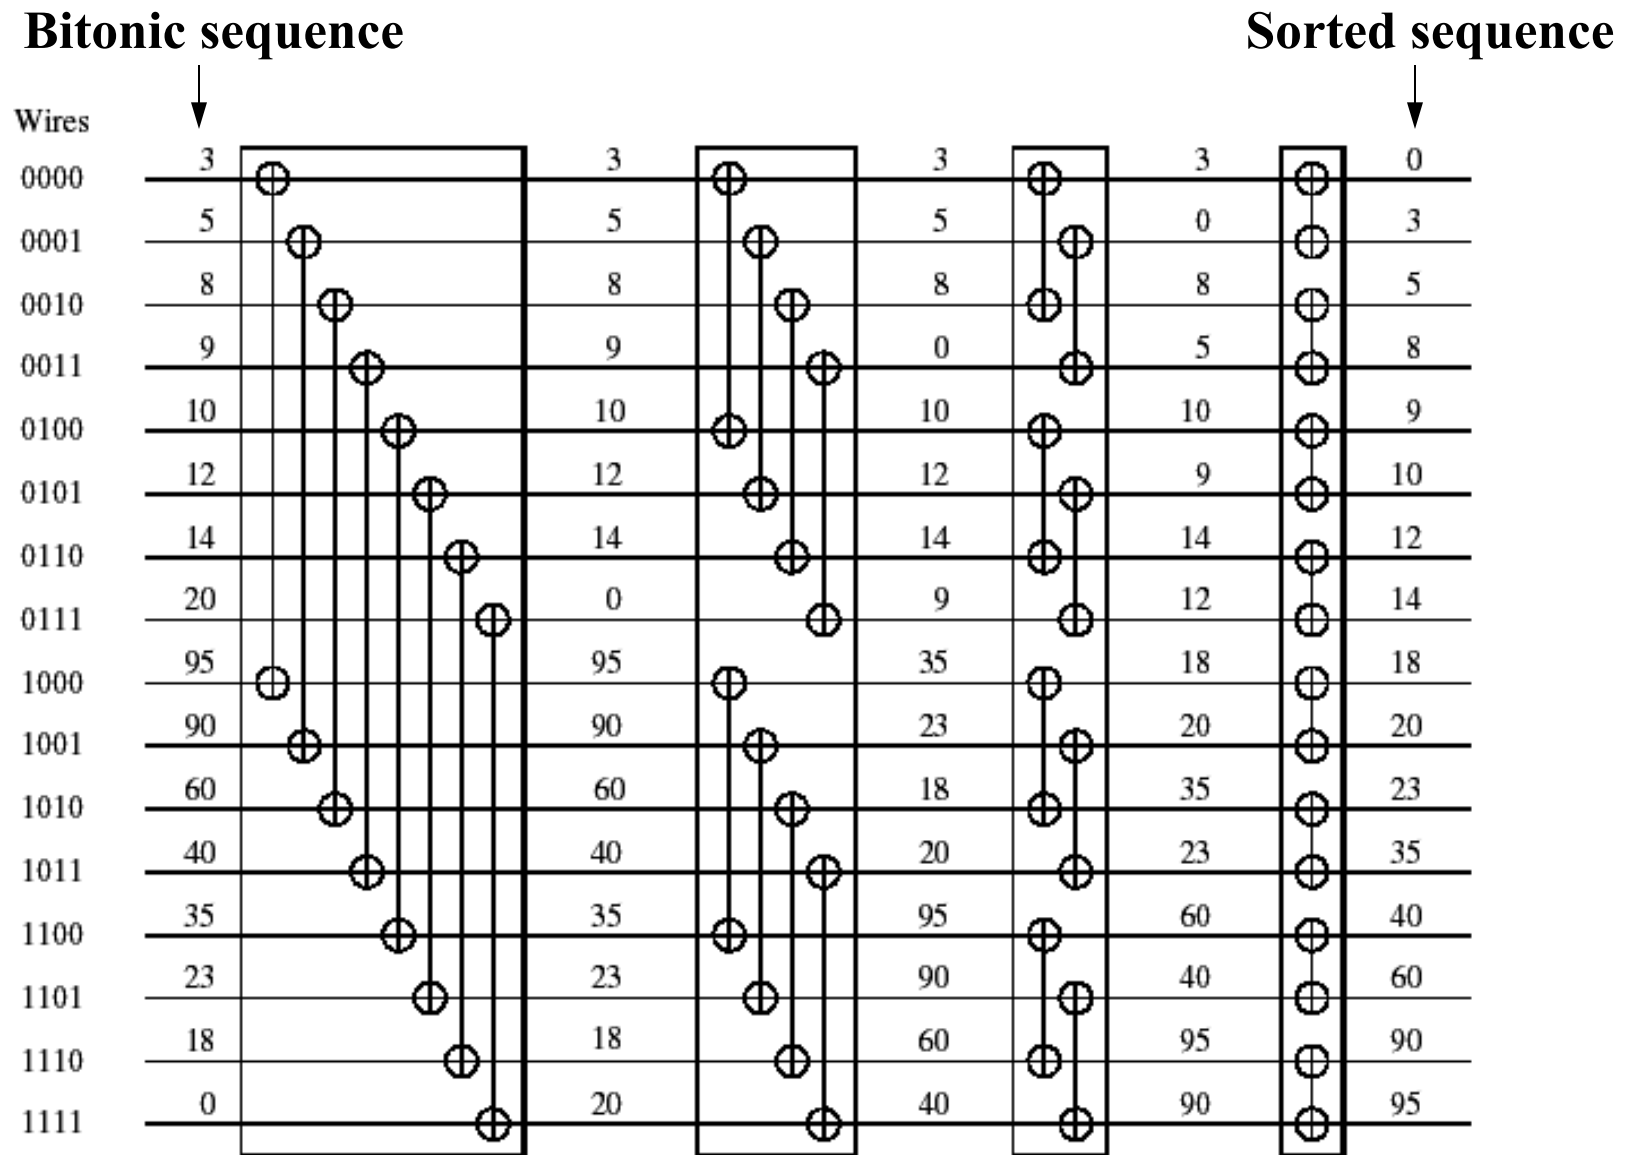 Bitonic sequence Sorted sequence
Wires
0000 3 3 3 3 0
0001 5 5 5 0 3
0010 8 8 8 8 5
0011 9 9 0 5 8
0100 10 10 10 10 9
0101 12 12 12 9 10
0110 14 14 14 14 12
0111 20 0 9 12 14
1000 95 95 35 18 18
1001 90 90 23 20 20
1010 60 60 18 35 23
1011 40 40 20 23 35
1100 35 35 95 60 40
1101 23 23 90 40 60
1110 18 18 60 95 90
1111 0 20 40 90 95